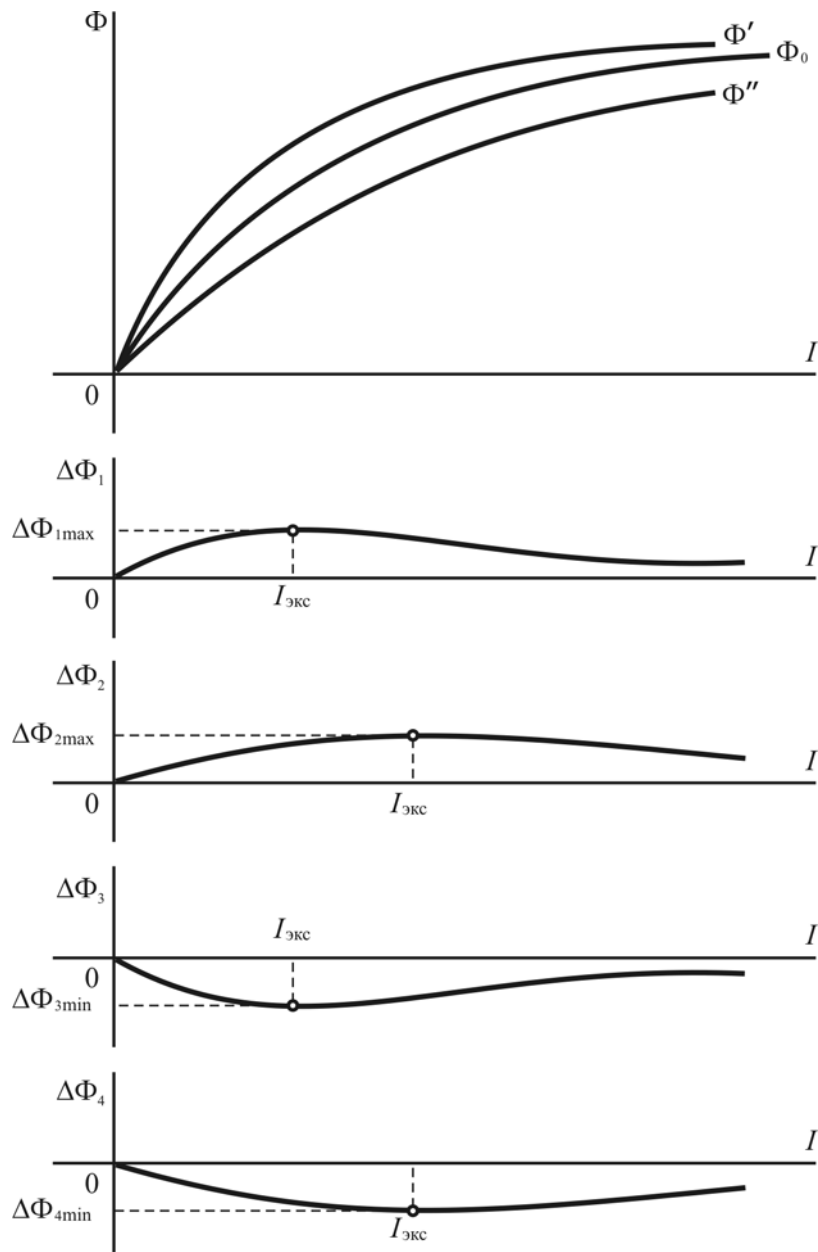 Φ
Φ′
Φ₀
Φ″
I
0
ΔΦ₁
ΔΦ₁max
I
0
Iэкс
ΔΦ₂
ΔΦ₂max
I
0
Iэкс
ΔΦ₃
Iэкс
I
0
ΔΦ₃min
ΔΦ₄
I
0
ΔΦ₄min
Iэкс